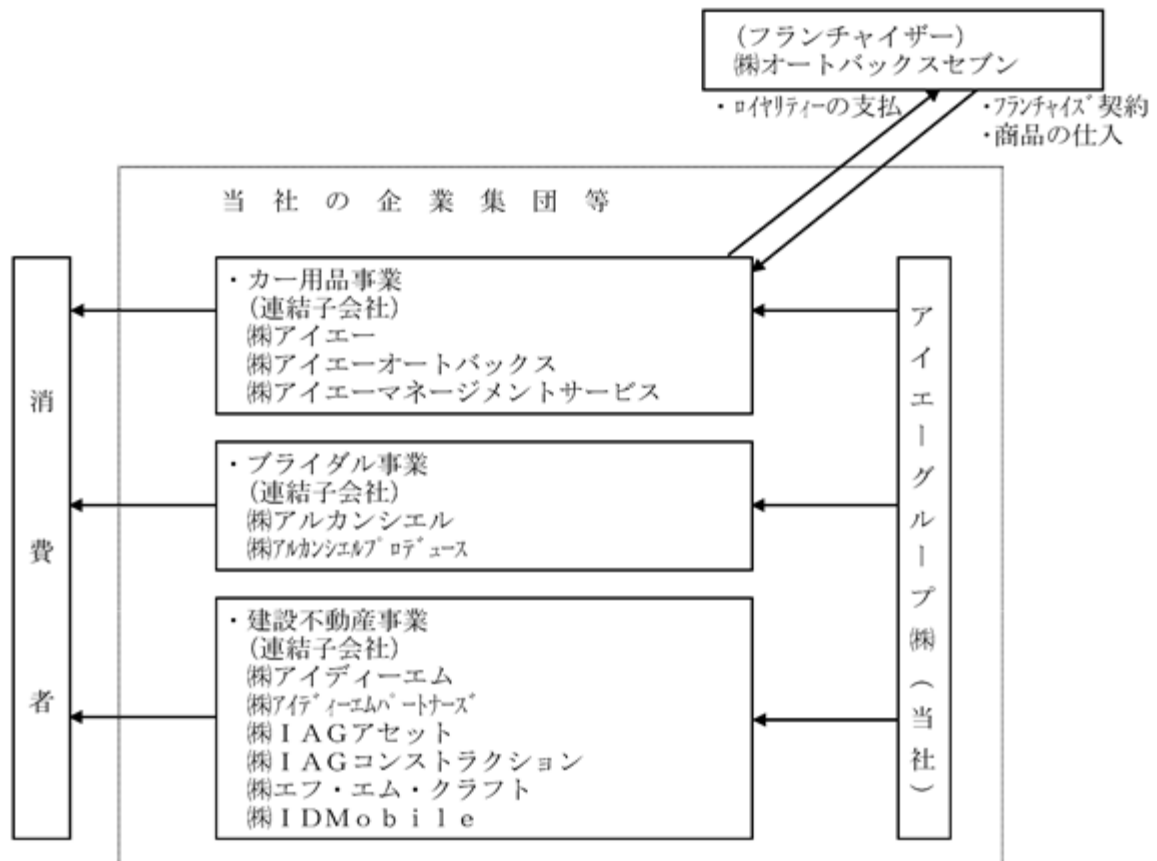 (フランチャイザー)
㈱オートバックスセブン
・ロイヤリティーの支払
・フランチャイズ契約
・商品の仕入
当社の企業集団等
・カー用品事業
(連結子会社)
㈱アイエー
㈱アイエーオートバックス
㈱アイエーマネージメントサービス
・ブライダル事業
(連結子会社)
㈱アルカンシエル
㈱アルカンシエルプロデュース
・建設不動産事業
(連結子会社)
㈱アイディーエム
㈱アイディーエムパートナーズ
㈱IAGアセット
㈱IAGコンストラクション
㈱エフ・エム・クラフト
㈱IDMobile
消費者
アイエーグループ㈱(当社)